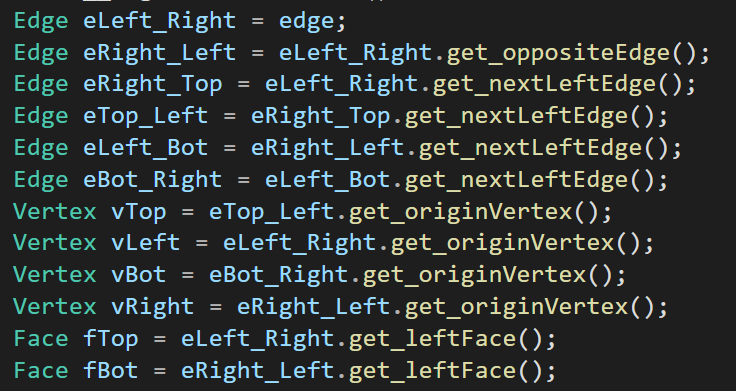 Edge eLeft_Right = edge;
Edge eRight_Left = eLeft_Right.get_oppositeEdge();
Edge eRight_Top = eLeft_Right.get_nextLeftEdge();
Edge eTop_Left = eRight_Top.get_nextLeftEdge();
Edge eLeft_Bot = eRight_Left.get_nextLeftEdge();
Edge eBot_Right = eLeft_Bot.get_nextLeftEdge();
Vertex vTop = eTop_Left.get_originVertex();
Vertex vLeft = eLeft_Right.get_originVertex();
Vertex vBot = eBot_Right.get_originVertex();
Vertex vRight = eRight_Left.get_originVertex();
Face fTop = eLeft_Right.get_leftFace();
Face fBot = eRight_Left.get_leftFace();